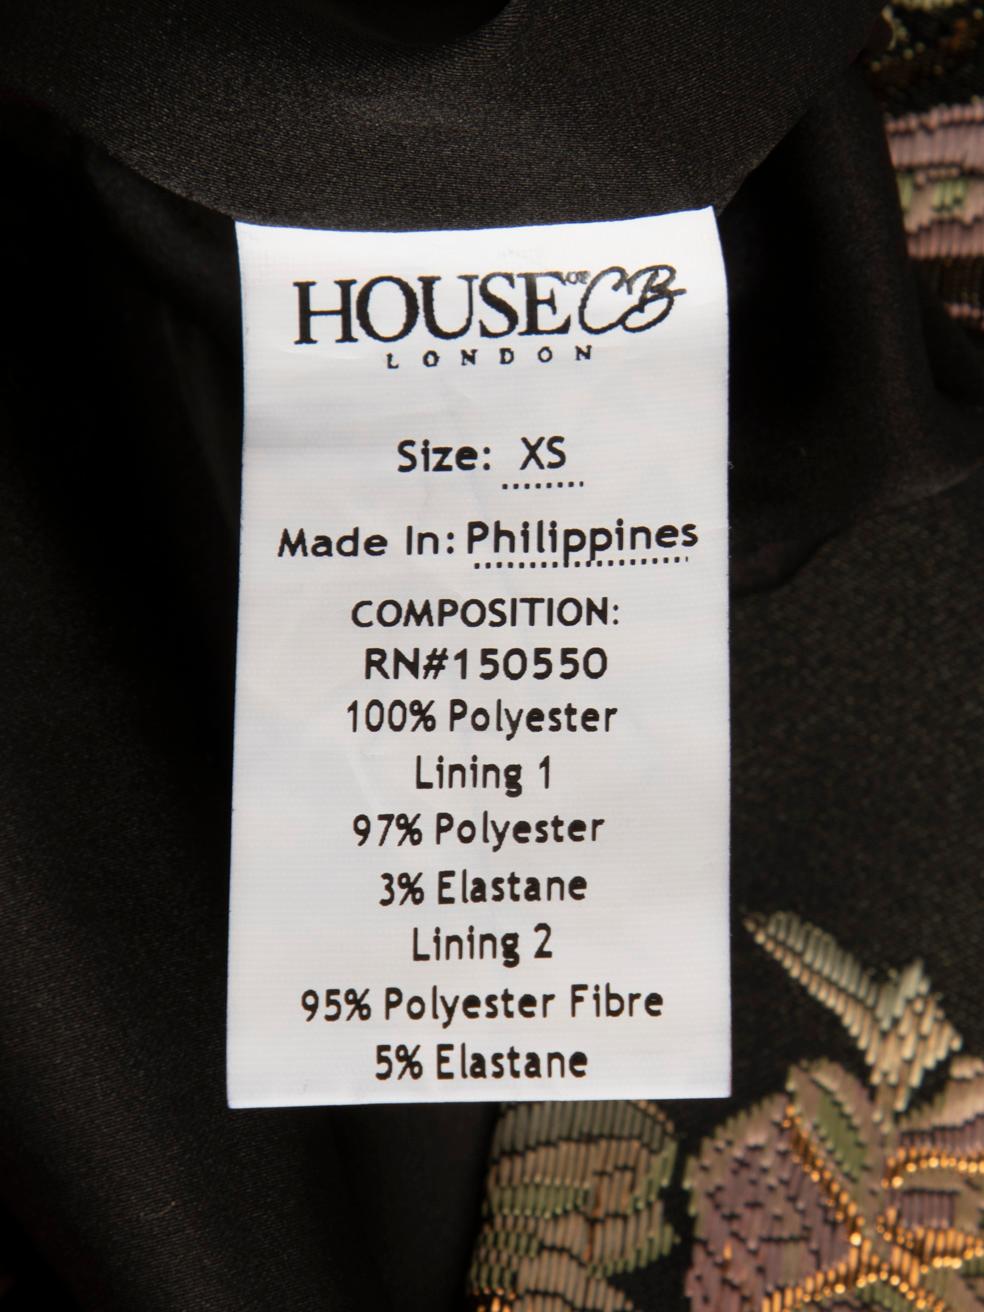 HOUSE OF CB
LONDON
Size: XS
Made In: Philippines
COMPOSITION:
RN#150550
100% Polyester
Lining 1
97% Polyester
3% Elastane
Lining 2
95% Polyester Fibre
5% Elastane